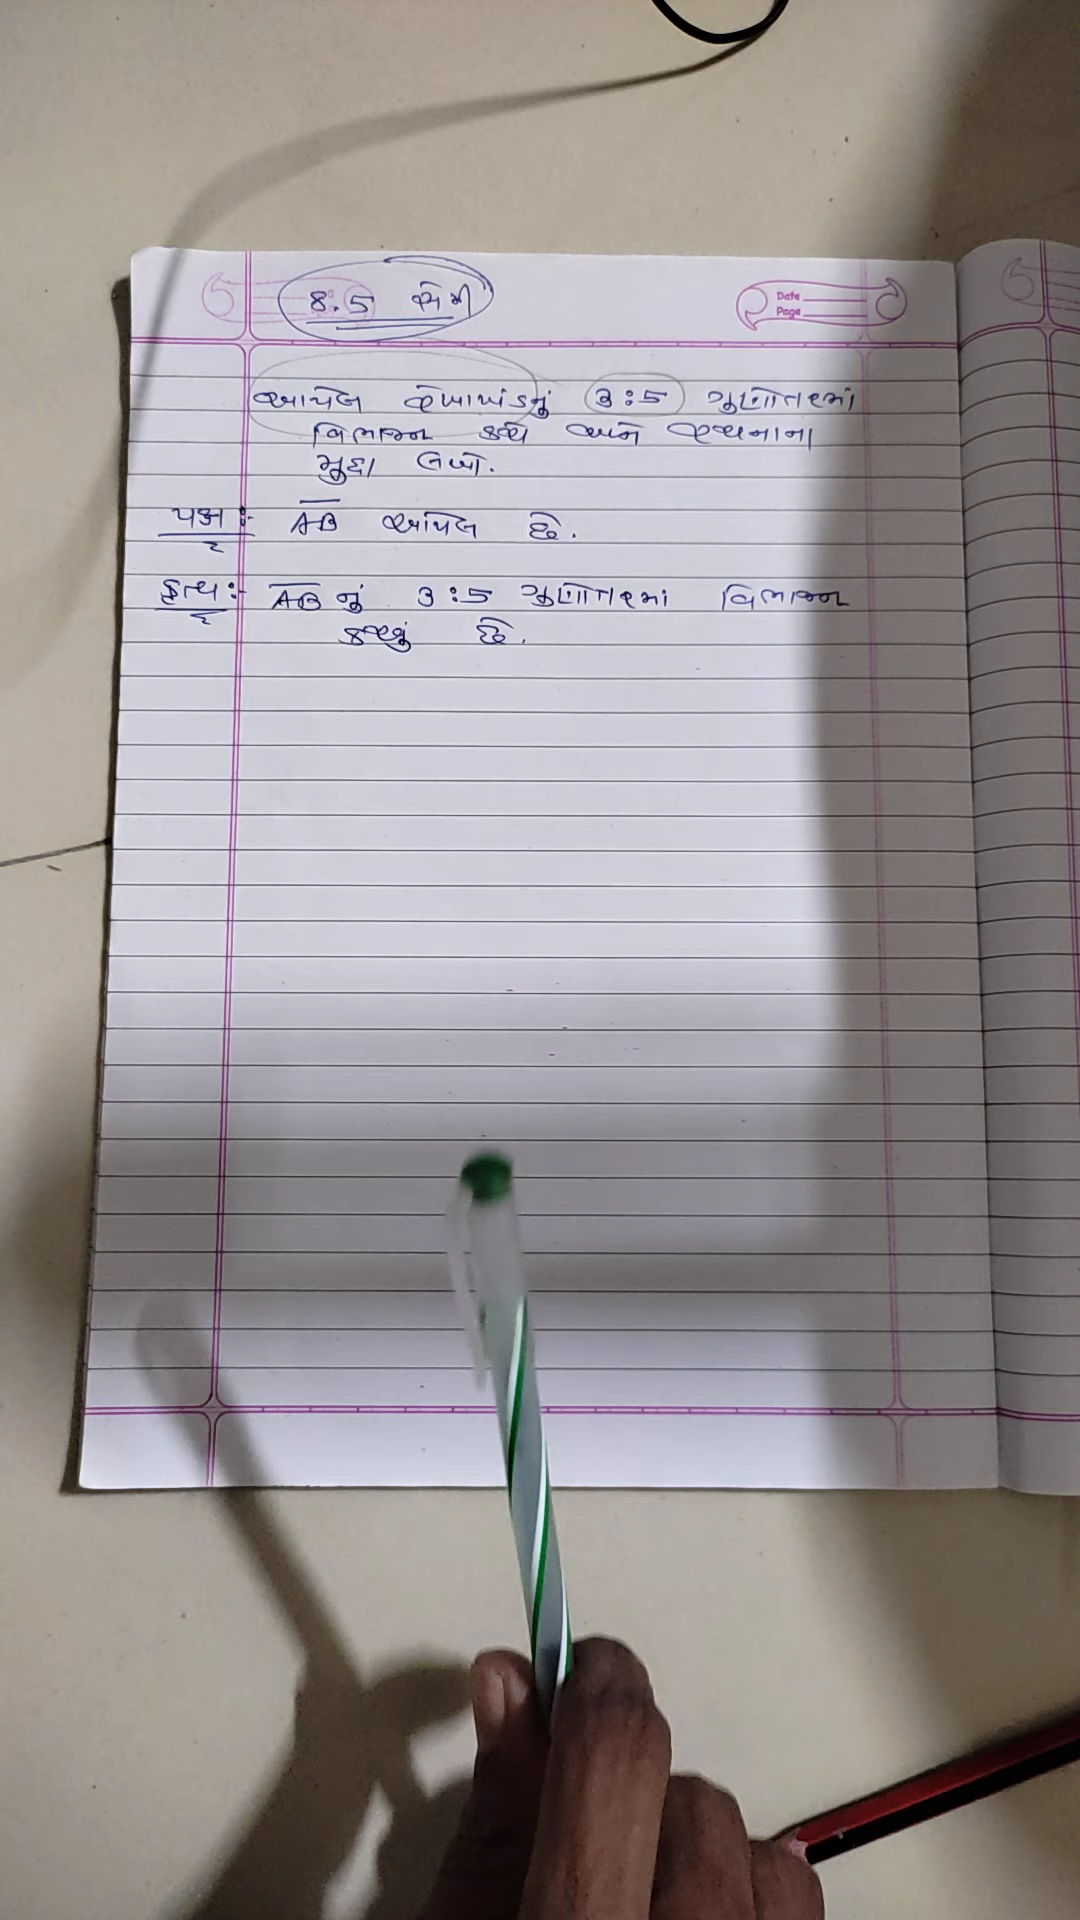 8.5 સેમી
Date
Page
આપેલ રેખાખંડનું 3:5 ગુણોતરમાં
વિભાજન કરો અને રચનાના
મુદ્દા લખો.
પક્ષ :- AB આપેલ છે.
કૃત્ય :- AB નું 3:5 ગુણોતરમાં વિભાજન
કરવું છે.